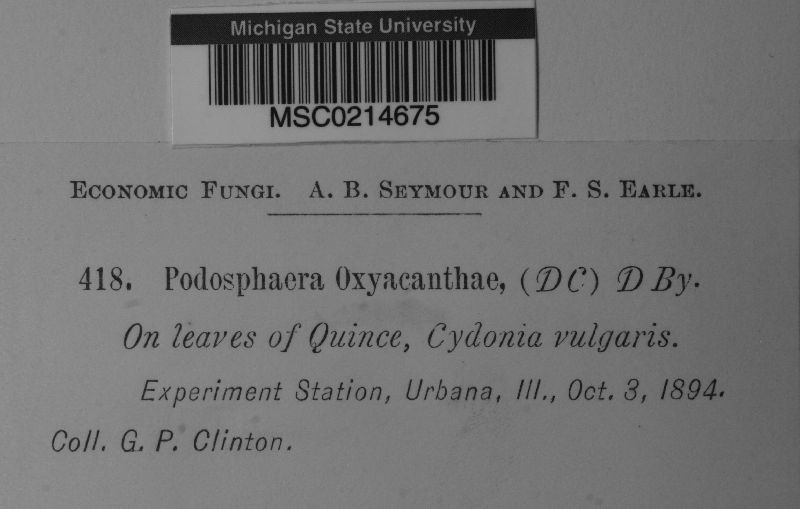 Michigan State University
MSC0214675
Economic Fungi. A. B. Seymour and F. S. Earle.
418. Podosphaera Oxyacanthae, (DC) D By.
On leaves of Quince, Cydonia vulgaris.
Experiment Station, Urbana, Ill., Oct. 3, 1894.
Coll. G. P. Clinton.